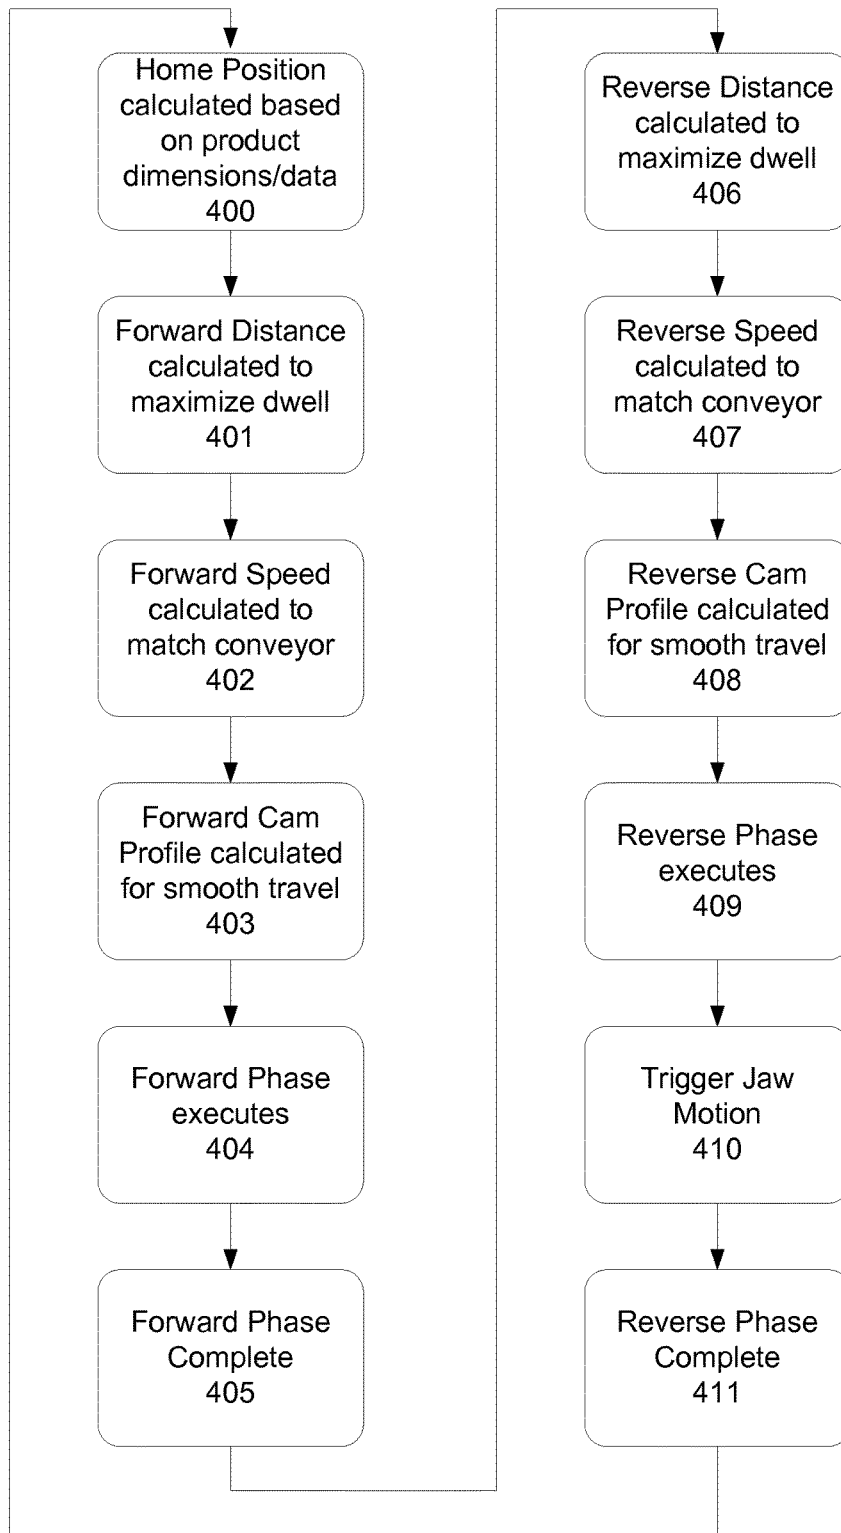 Home Position
calculated based
on product
dimensions/data
400
Forward Distance
calculated to
maximize dwell
401
Forward Speed
calculated to
match conveyor
402
Forward Cam
Profile calculated
for smooth travel
403
Forward Phase
executes
404
Forward Phase
Complete
405
Reverse Distance
calculated to
maximize dwell
406
Reverse Speed
calculated to
match conveyor
407
Reverse Cam
Profile calculated
for smooth travel
408
Reverse Phase
executes
409
Trigger Jaw
Motion
410
Reverse Phase
Complete
411